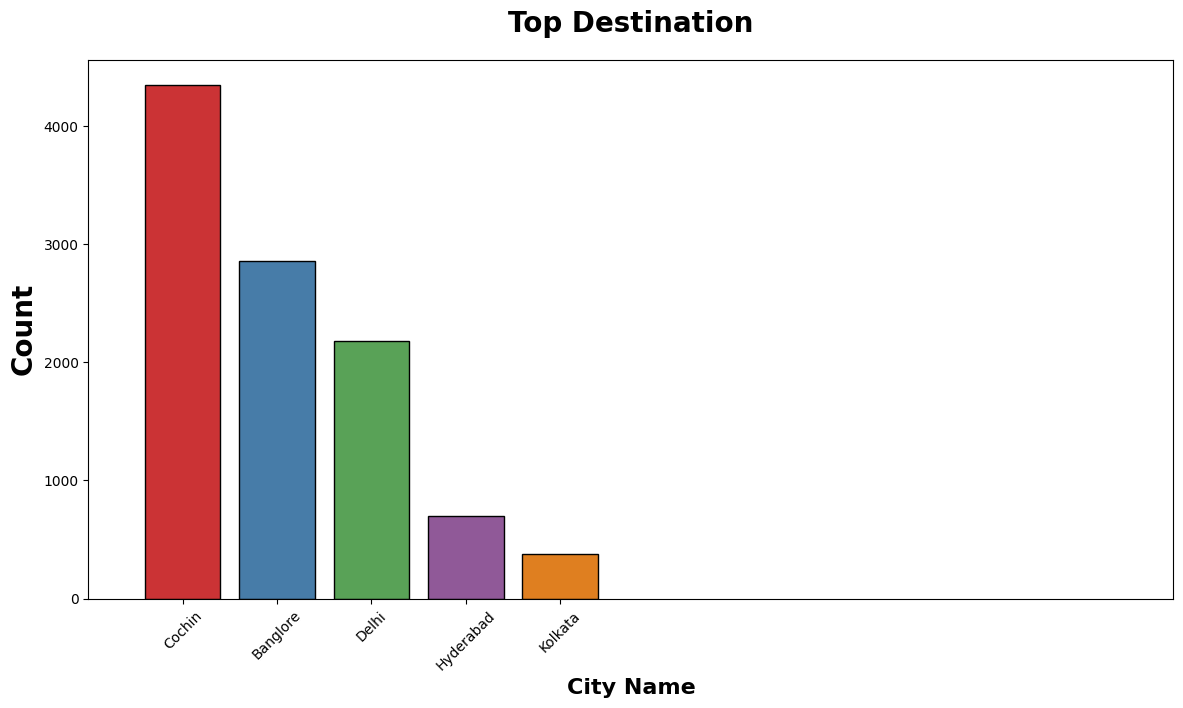 Top Destination
Count
4000
3000
2000
1000
0
Cochin
Banglore
Delhi
Hyderabad
Kolkata
City Name